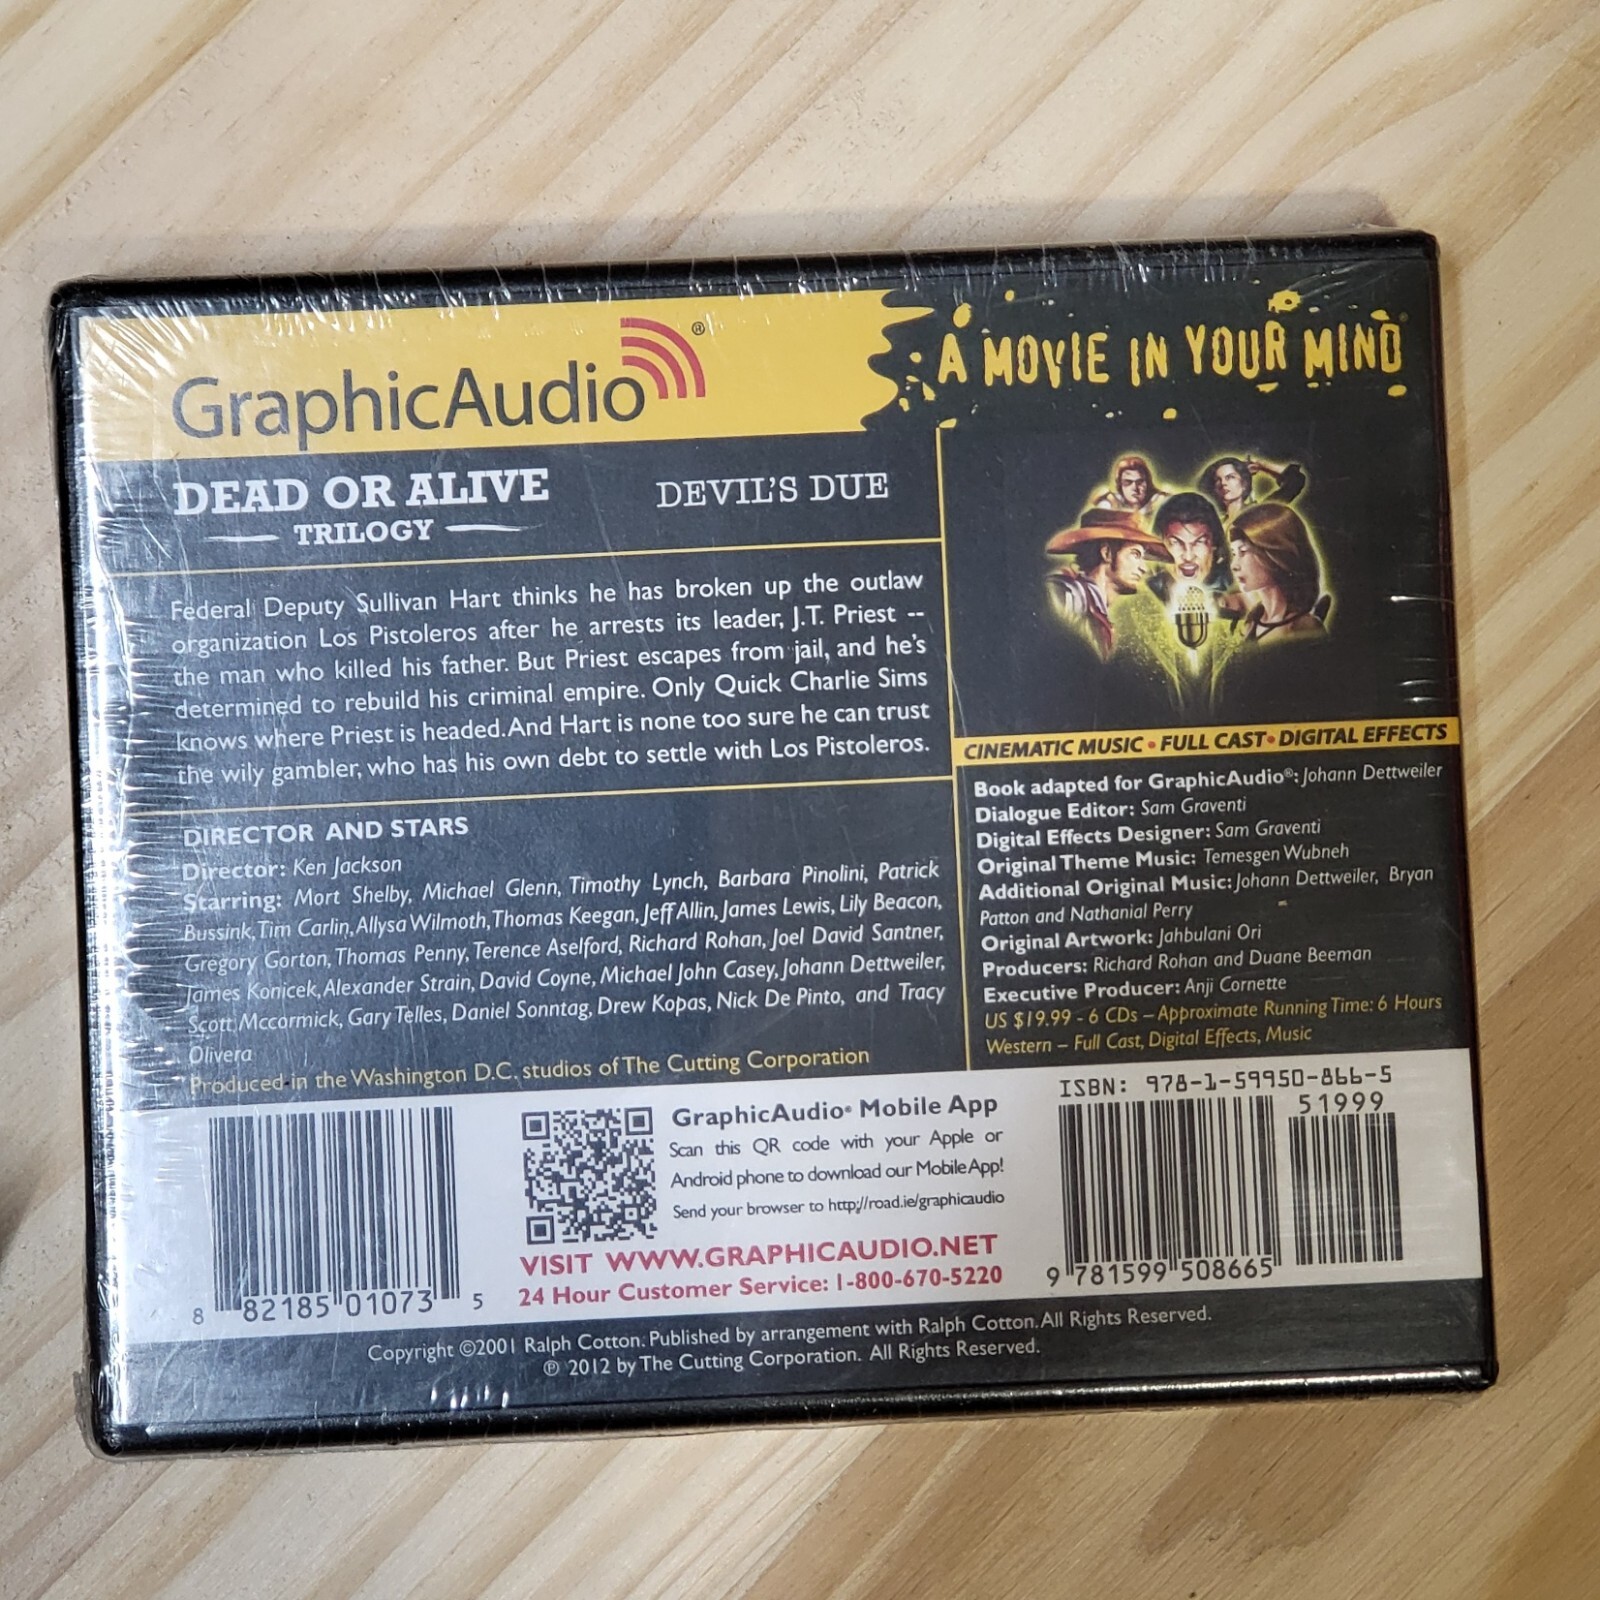 GraphicAudio®
A MOVIE IN YOUR MIND®
DEAD OR ALIVE
TRILOGY
DEVIL'S DUE
Federal Deputy Sullivan Hart thinks he has broken up the outlaw
organization Los Pistoleros after he arrests its leader, J.T. Priest --
the man who killed his father. But Priest escapes from jail, and he's
determined to rebuild his criminal empire. Only Quick Charlie Sims
knows where Priest is headed. And Hart is none too sure he can trust
the wily gambler, who has his own debt to settle with Los Pistoleros.
DIRECTOR AND STARS
Director: Ken Jackson
Starring: Mort Shelby, Michael Glenn, Timothy Lynch, Barbara Pinolini, Patrick
Bussink, Tim Carlin, Allysa Wilmoth, Thomas Keegan, Jeff Allin, James Lewis, Lily Beacon,
Gregory Gorton, Thomas Penny, Terence Aselford, Richard Rohan, Joel David Santner,
James Konicek, Alexander Strain, David Coyne, Michael John Casey, Johann Dettweiler,
Scott Mccormick, Gary Telles, Daniel Sonntag, Drew Kopas, Nick De Pinto, and Tracy
Olivera
Produced in the Washington D.C. studios of The Cutting Corporation
CINEMATIC MUSIC • FULL CAST • DIGITAL EFFECTS
Book adapted for GraphicAudio®: Johann Dettweiler
Dialogue Editor: Sam Graventi
Digital Effects Designer: Sam Graventi
Original Theme Music: Temesgen Wubneh
Additional Original Music: Johann Dettweiler, Bryan
Patton and Nathanial Perry
Original Artwork: Jahbulani Ori
Producers: Richard Rohan and Duane Beeman
Executive Producer: Anji Cornette
US $19.99 - 6 CDs – Approximate Running Time: 6 Hours
Western – Full Cast, Digital Effects, Music
8 82185 01073 5
GraphicAudio® Mobile App
Scan this QR code with your Apple or
Android phone to download our Mobile App!
Send your browser to http://road.ie/graphicaudio
VISIT WWW.GRAPHICAUDIO.NET
24 Hour Customer Service: 1-800-670-5220
ISBN: 978-1-59950-866-5
51999
9 781599 508665
Copyright ©2001 Ralph Cotton. Published by arrangement with Ralph Cotton. All Rights Reserved.
℗ 2012 by The Cutting Corporation. All Rights Reserved.